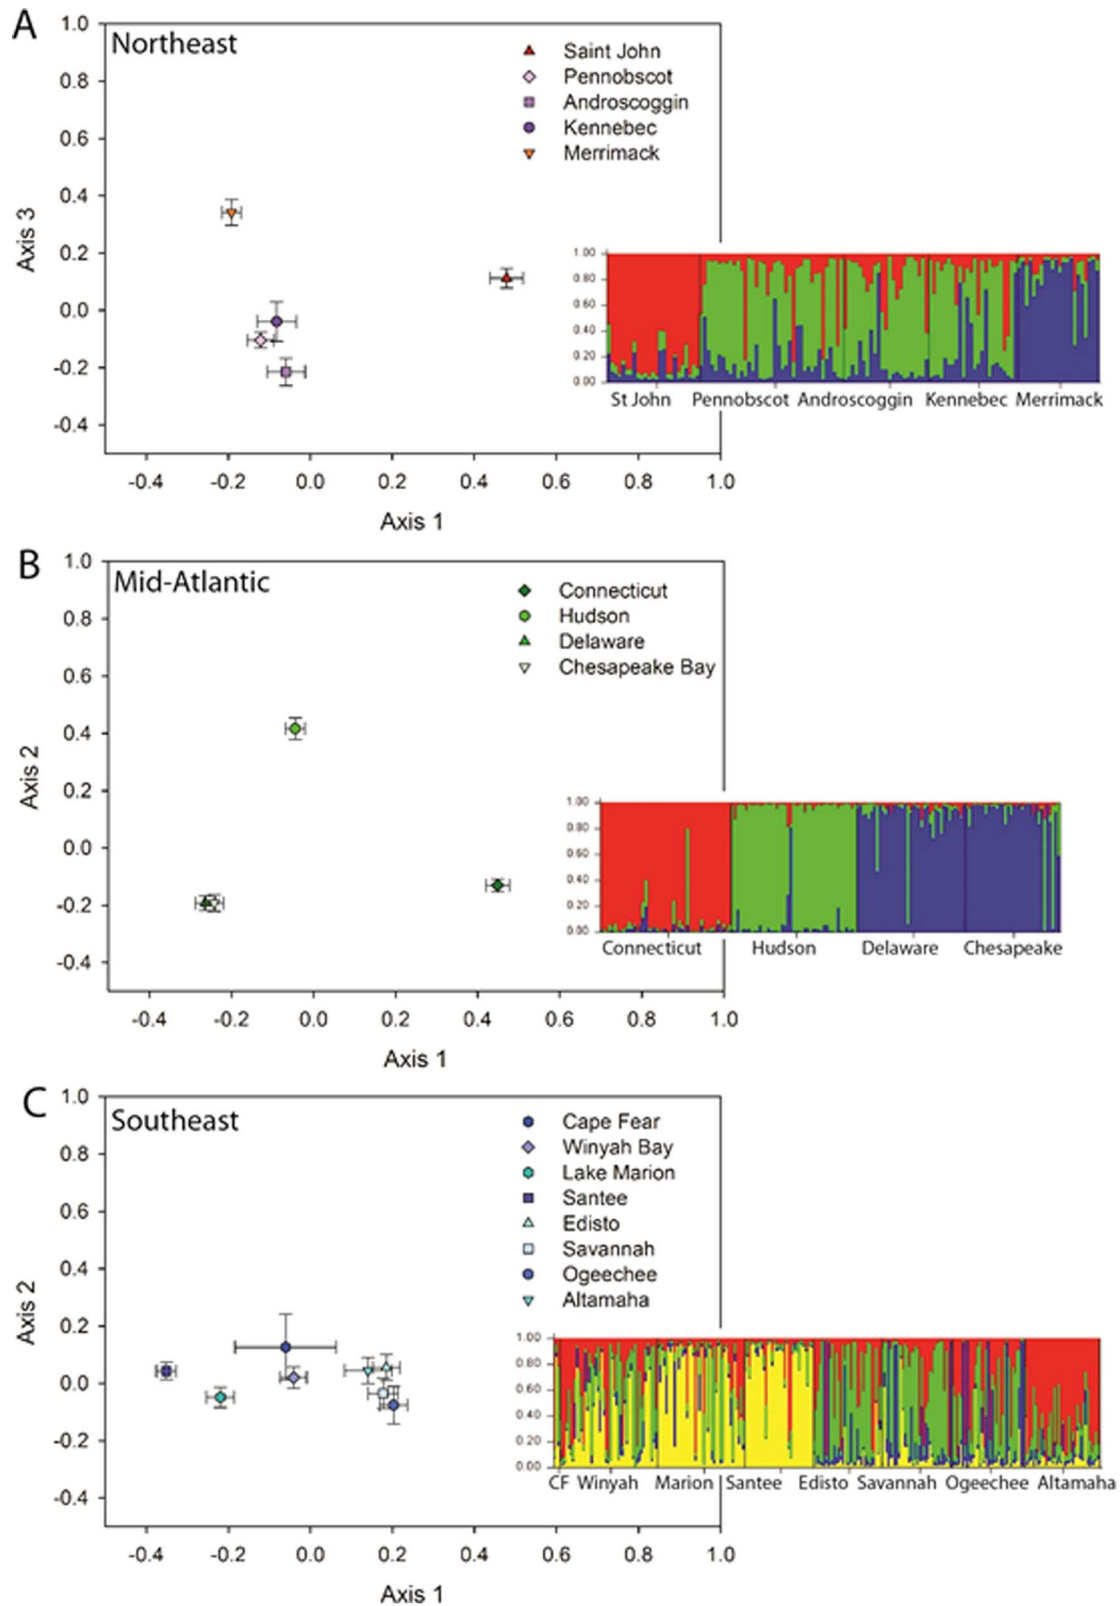 A
Northeast
Saint John
Pennobscot
Androscoggin
Kennebec
Merrimack
1.0
0.8
0.6
0.4
0.2
0.0
-0.2
-0.4
Axis 3
-0.4 -0.2 0.0 0.2 0.4 0.6 0.8 1.0
Axis 1
1.00
0.80
0.60
0.40
0.20
0.00
St John Pennobscot Androscoggin Kennebec Merrimack
B
Mid-Atlantic
Connecticut
Hudson
Delaware
Chesapeake Bay
1.0
0.8
0.6
0.4
0.2
0.0
-0.2
-0.4
Axis 2
-0.4 -0.2 0.0 0.2 0.4 0.6 0.8 1.0
Axis 1
1.00
0.80
0.60
0.40
0.20
0.00
Connecticut Hudson Delaware Chesapeake
C
Southeast
Cape Fear
Winyah Bay
Lake Marion
Santee
Edisto
Savannah
Ogeechee
Altamaha
1.0
0.8
0.6
0.4
0.2
0.0
-0.2
-0.4
Axis 2
-0.4 -0.2 0.0 0.2 0.4 0.6 0.8 1.0
Axis 1
1.00
0.80
0.60
0.40
0.20
0.00
CF Winyah Marion Santee Edisto Savannah Ogeechee Altamaha